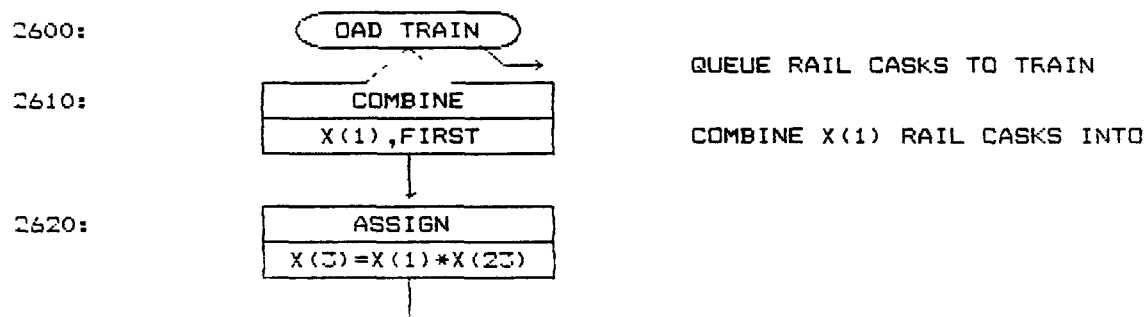 2600:
OAD TRAIN
QUEUE RAIL CASKS TO TRAIN
2610:
COMBINE
X(1),FIRST
COMBINE X(1) RAIL CASKS INTO
2620:
ASSIGN
X(3)=X(1)*X(23)